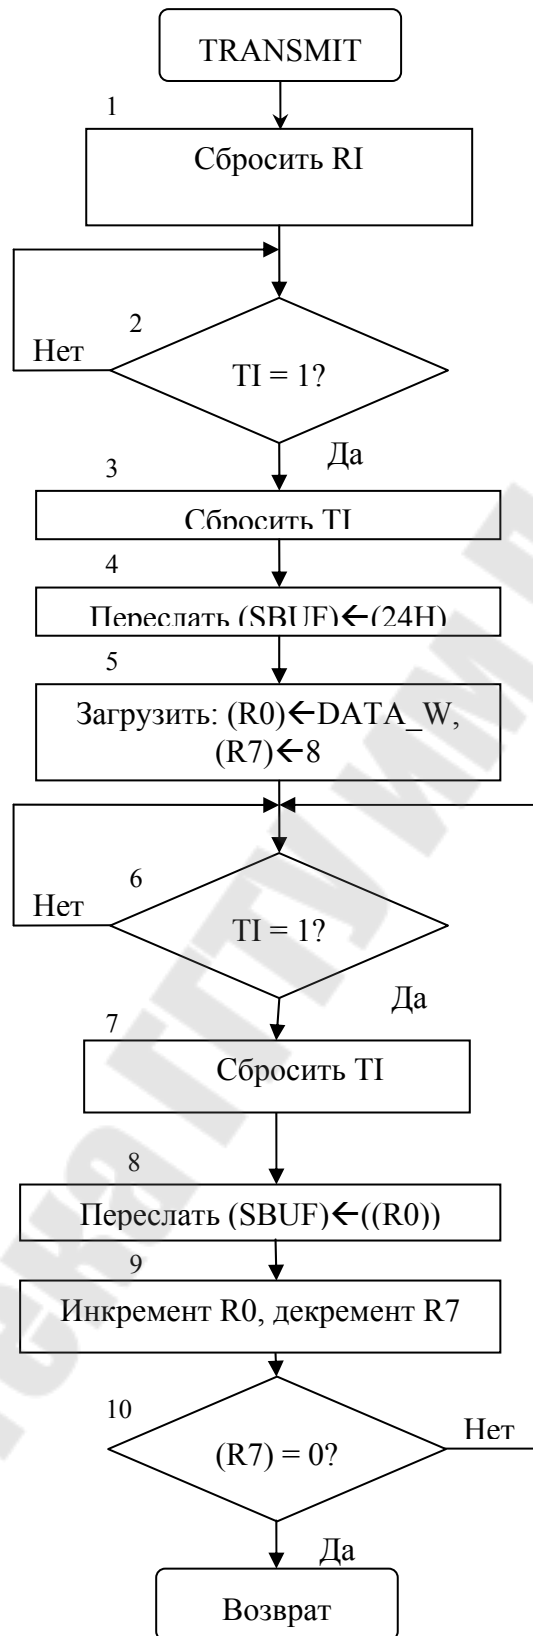 TRANSMIT
1
Сбросить RI
2
Нет
TI = 1?
Да
3
Сбросить TI
4
Переслать (SBUF)←(24H)
5
Загрузить: (R0)←DATA_W,
(R7)←8
6
Нет
TI = 1?
Да
7
Сбросить TI
8
Переслать (SBUF)←((R0))
9
Инкремент R0, декремент R7
10
Нет
(R7) = 0?
Да
Возврат
ГГТУ им